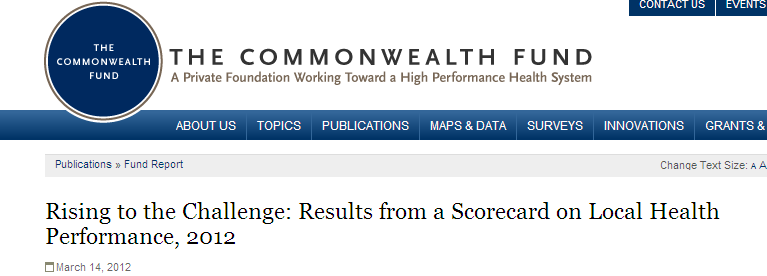 CONTACT US EVENTS
THE
COMMONWEALTH
FUND
THE COMMONWEALTH FUND
A Private Foundation Working Toward a High Performance Health System
ABOUT US TOPICS PUBLICATIONS MAPS & DATA SURVEYS INNOVATIONS GRANTS &
Publications » Fund Report Change Text Size: A A
Rising to the Challenge: Results from a Scorecard on Local Health
Performance, 2012
March 14, 2012